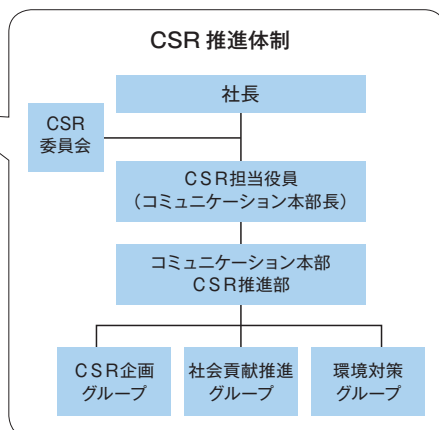 CSR 推進体制
社長
CSR
委員会
CSR担当役員
（コミュニケーション本部長）
コミュニケーション本部
CSR推進部
CSR企画
グループ
社会貢献推進
グループ
環境対策
グループ